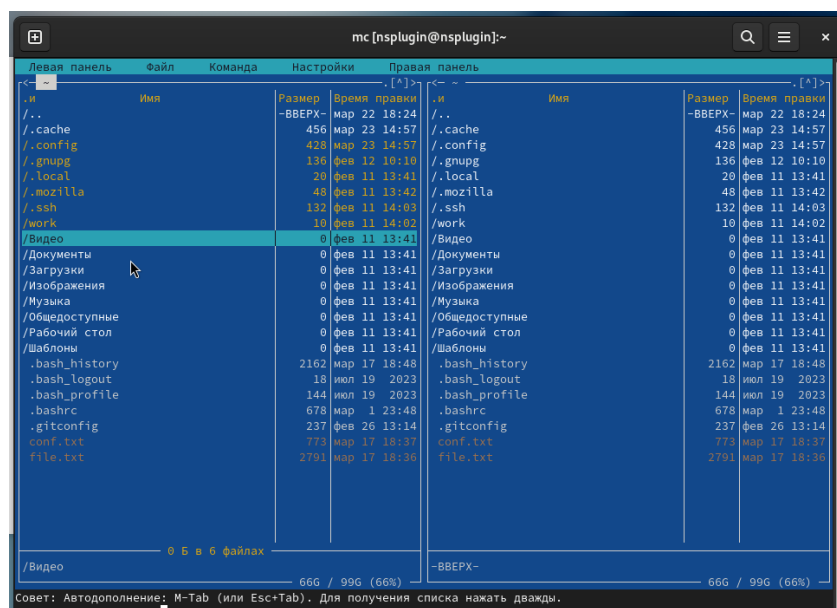 mc [nsplugin@nsplugin]:~
Левая панель Файл Команда Настройки Правая панель
<- ~ .[^]> <- ~ .[^]>
.и Имя Размер Время правки .и Имя Размер Время правки
/.. -ВВЕРХ- мар 22 18:24 /.. -ВВЕРХ- мар 22 18:24
/.cache 456 мар 23 14:57 /.cache 456 мар 23 14:57
/.config 428 мар 23 14:57 /.config 428 мар 23 14:57
/.gnupg 136 фев 12 10:10 /.gnupg 136 фев 12 10:10
/.local 20 фев 11 13:41 /.local 20 фев 11 13:41
/.mozilla 48 фев 11 13:42 /.mozilla 48 фев 11 13:42
/.ssh 132 фев 11 14:03 /.ssh 132 фев 11 14:03
/work 10 фев 11 14:02 /work 10 фев 11 14:02
/Видео 0 фев 11 13:41 /Видео 0 фев 11 13:41
/Документы 0 фев 11 13:41 /Документы 0 фев 11 13:41
/Загрузки 0 фев 11 13:41 /Загрузки 0 фев 11 13:41
/Изображения 0 фев 11 13:41 /Изображения 0 фев 11 13:41
/Музыка 0 фев 11 13:41 /Музыка 0 фев 11 13:41
/Общедоступные 0 фев 11 13:41 /Общедоступные 0 фев 11 13:41
/Рабочий стол 0 фев 11 13:41 /Рабочий стол 0 фев 11 13:41
/Шаблоны 0 фев 11 13:41 /Шаблоны 0 фев 11 13:41
.bash_history 2162 мар 17 18:48 .bash_history 2162 мар 17 18:48
.bash_logout 18 июл 19 2023 .bash_logout 18 июл 19 2023
.bash_profile 144 июл 19 2023 .bash_profile 144 июл 19 2023
.bashrc 678 мар 1 23:48 .bashrc 678 мар 1 23:48
.gitconfig 237 фев 26 13:14 .gitconfig 237 фев 26 13:14
conf.txt 773 мар 17 18:37 conf.txt 773 мар 17 18:37
file.txt 2791 мар 17 18:36 file.txt 2791 мар 17 18:36
0 Б в 6 файлах
/Видео -ВВЕРХ-
66G / 99G (66%) 66G / 99G (66%)
Совет: Автодополнение: M-Tab (или Esc+Tab). Для получения списка нажать дважды.